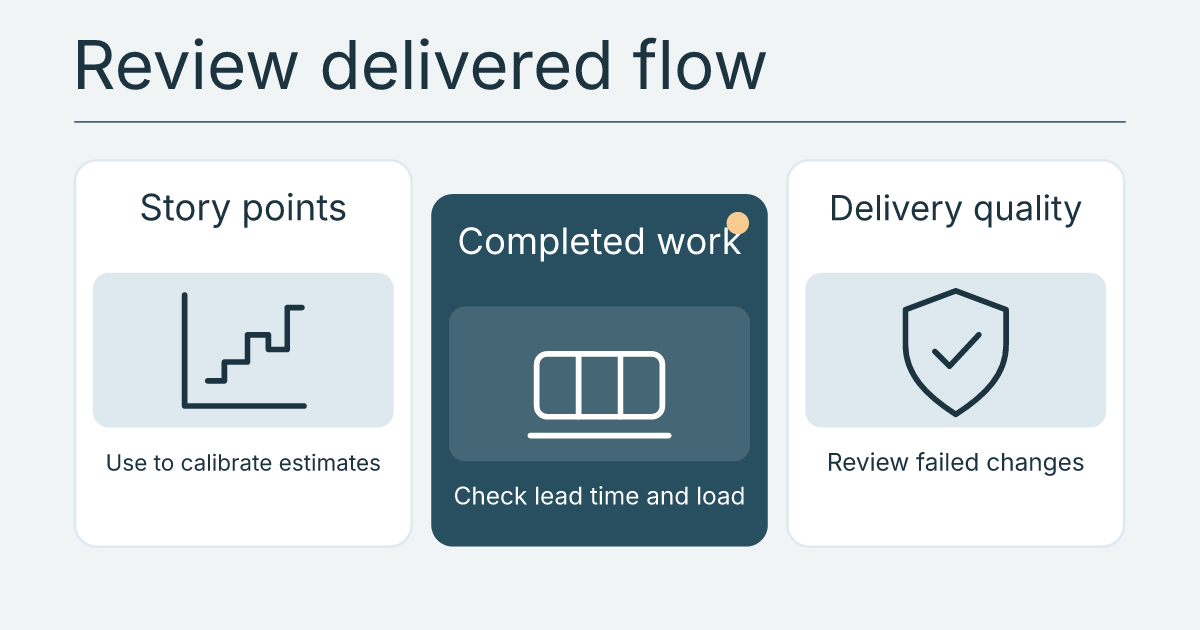 Review delivered flow
Story points
Use to calibrate estimates
Completed work
Check lead time and load
Delivery quality
Review failed changes